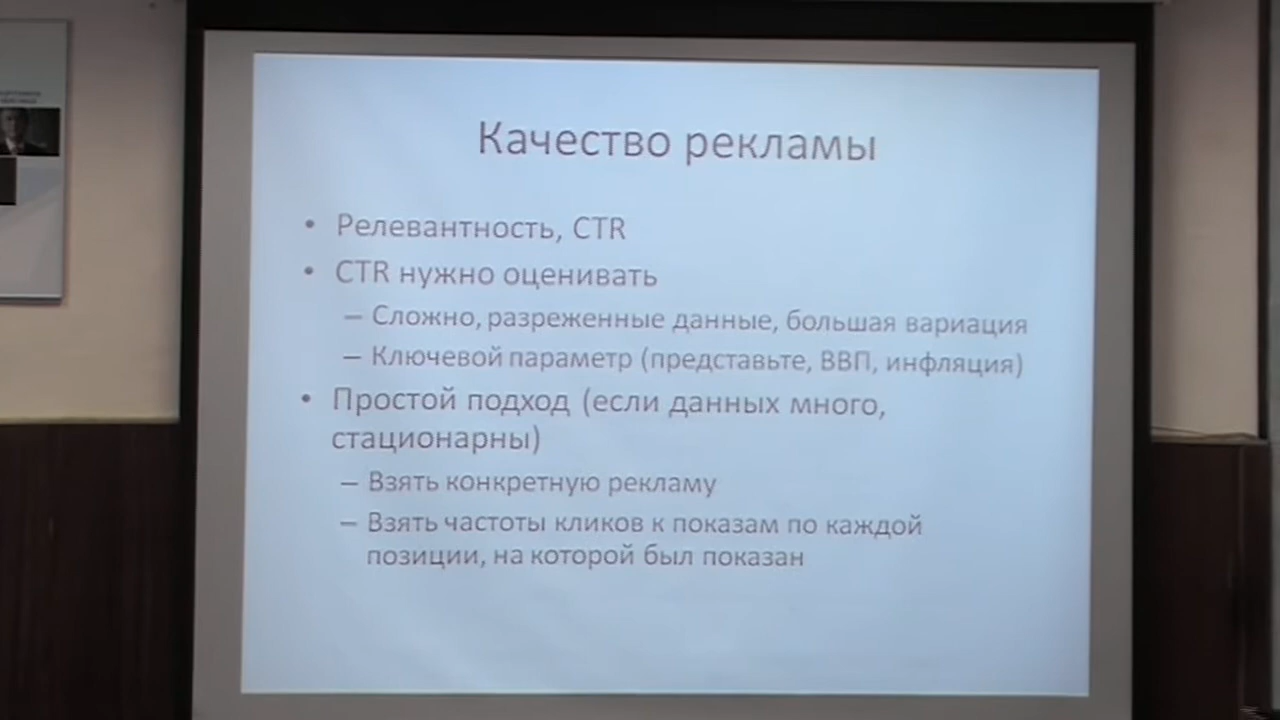 Качество рекламы
• Релевантность, CTR
• CTR нужно оценивать
– Сложно, разреженные данные, большая вариация
– Ключевой параметр (представьте, ВВП, инфляция)
• Простой подход (если данных много,
стационарны)
– Взять конкретную рекламу
– Взять частоты кликов к показам по каждой
позиции, на которой был показан